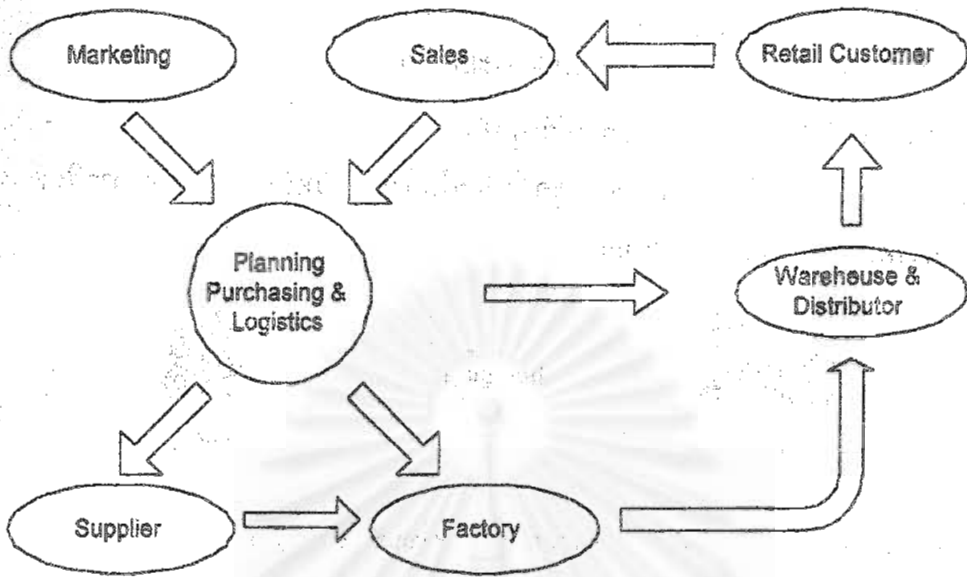 Marketing
Sales
Retail Customer
Planning
Purchasing &
Logistics
Warehouse &
Distributor
Supplier
Factory